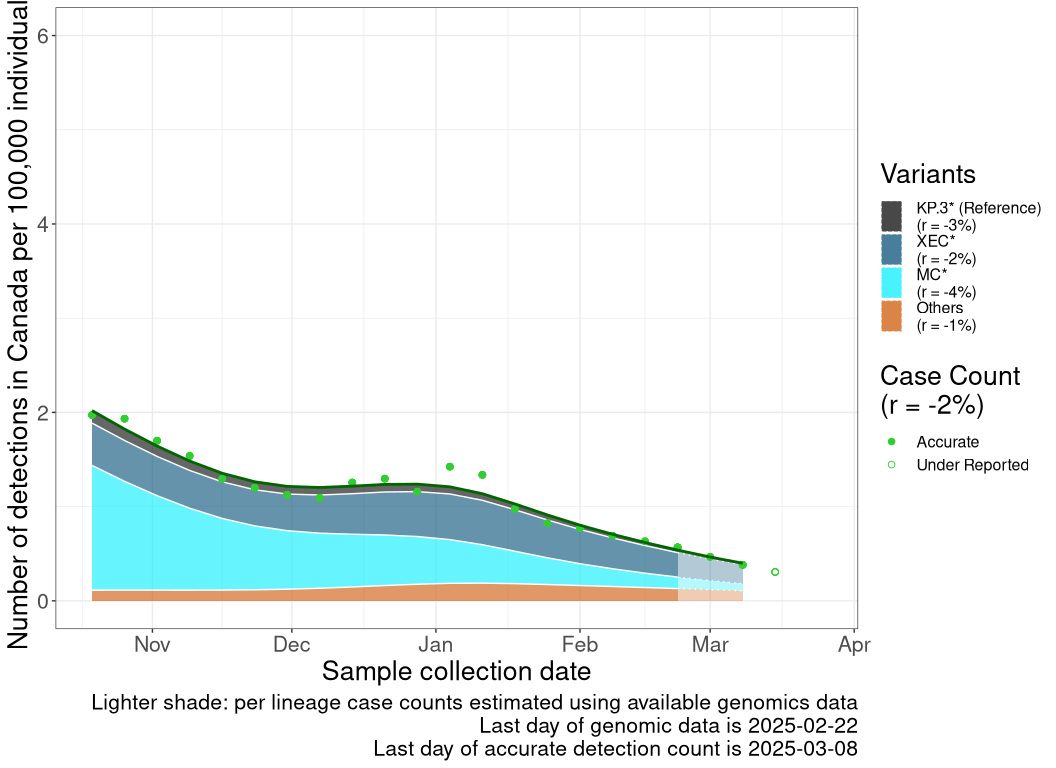 Number of detections in Canada per 100,000 individual
6
4
2
0
Nov
Dec
Jan
Feb
Mar
Apr
Sample collection date
Lighter shade: per lineage case counts estimated using available genomics data
Last day of genomic data is 2025-02-22
Last day of accurate detection count is 2025-03-08
Variants
KP.3* (Reference)
(r = -3%)
XEC*
(r = -2%)
MC*
(r = -4%)
Others
(r = -1%)
Case Count
(r = -2%)
Accurate
Under Reported